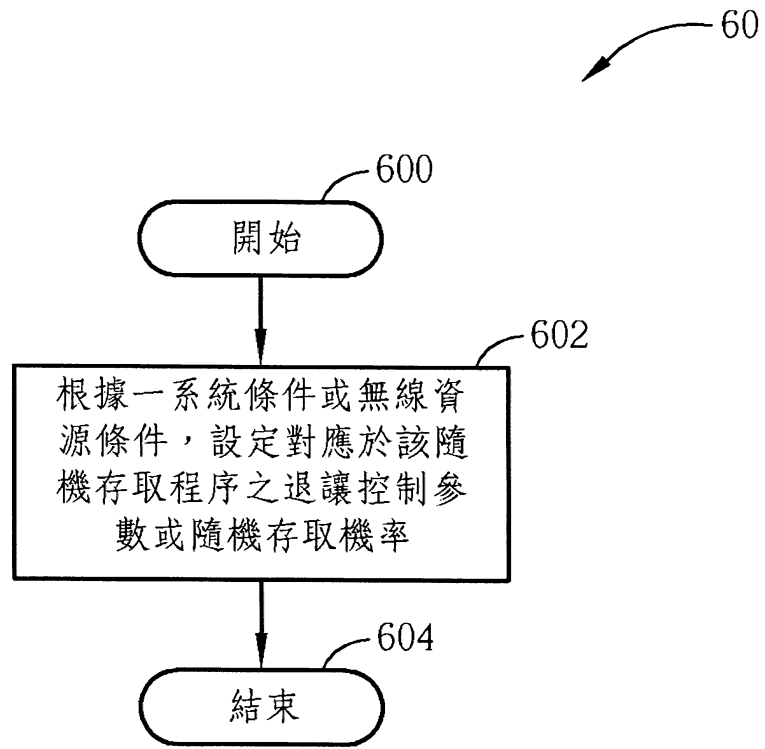 60
600
開始
602
根據一系統條件或無線資
源條件，設定對應於該隨
機存取程序之退讓控制參
數或隨機存取機率
604
結束